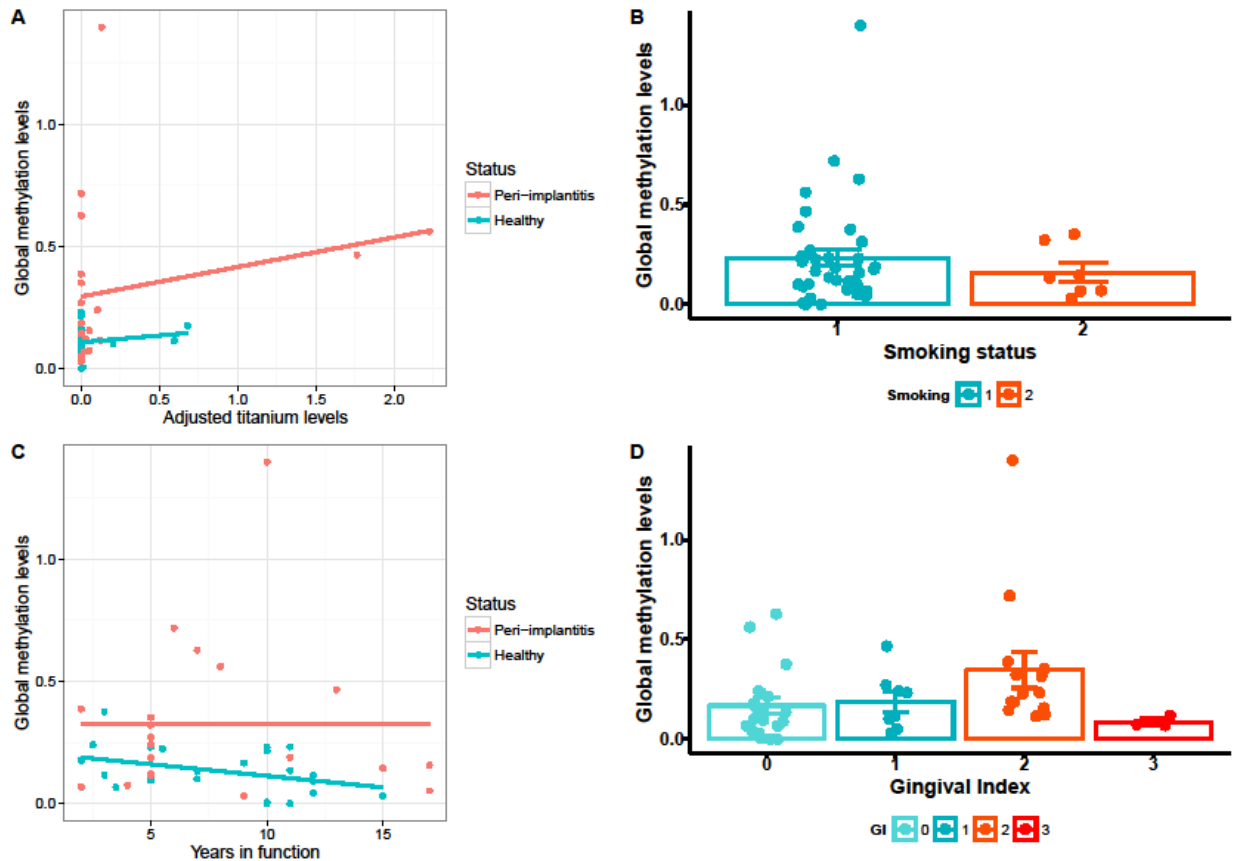 A
Global methylation levels
1.0
0.5
0.0
0.0 0.5 1.0 1.5 2.0
Adjusted titanium levels
Status
Peri-implantitis
Healthy
B
Global methylation levels
1.0
0.5
0.0
1 2
Smoking status
Smoking 1 2
C
Global methylation levels
1.0
0.5
0.0
5 10 15
Years in function
Status
Peri-implantitis
Healthy
D
Global methylation levels
1.0
0.5
0.0
0 1 2 3
Gingival Index
GI 0 1 2 3